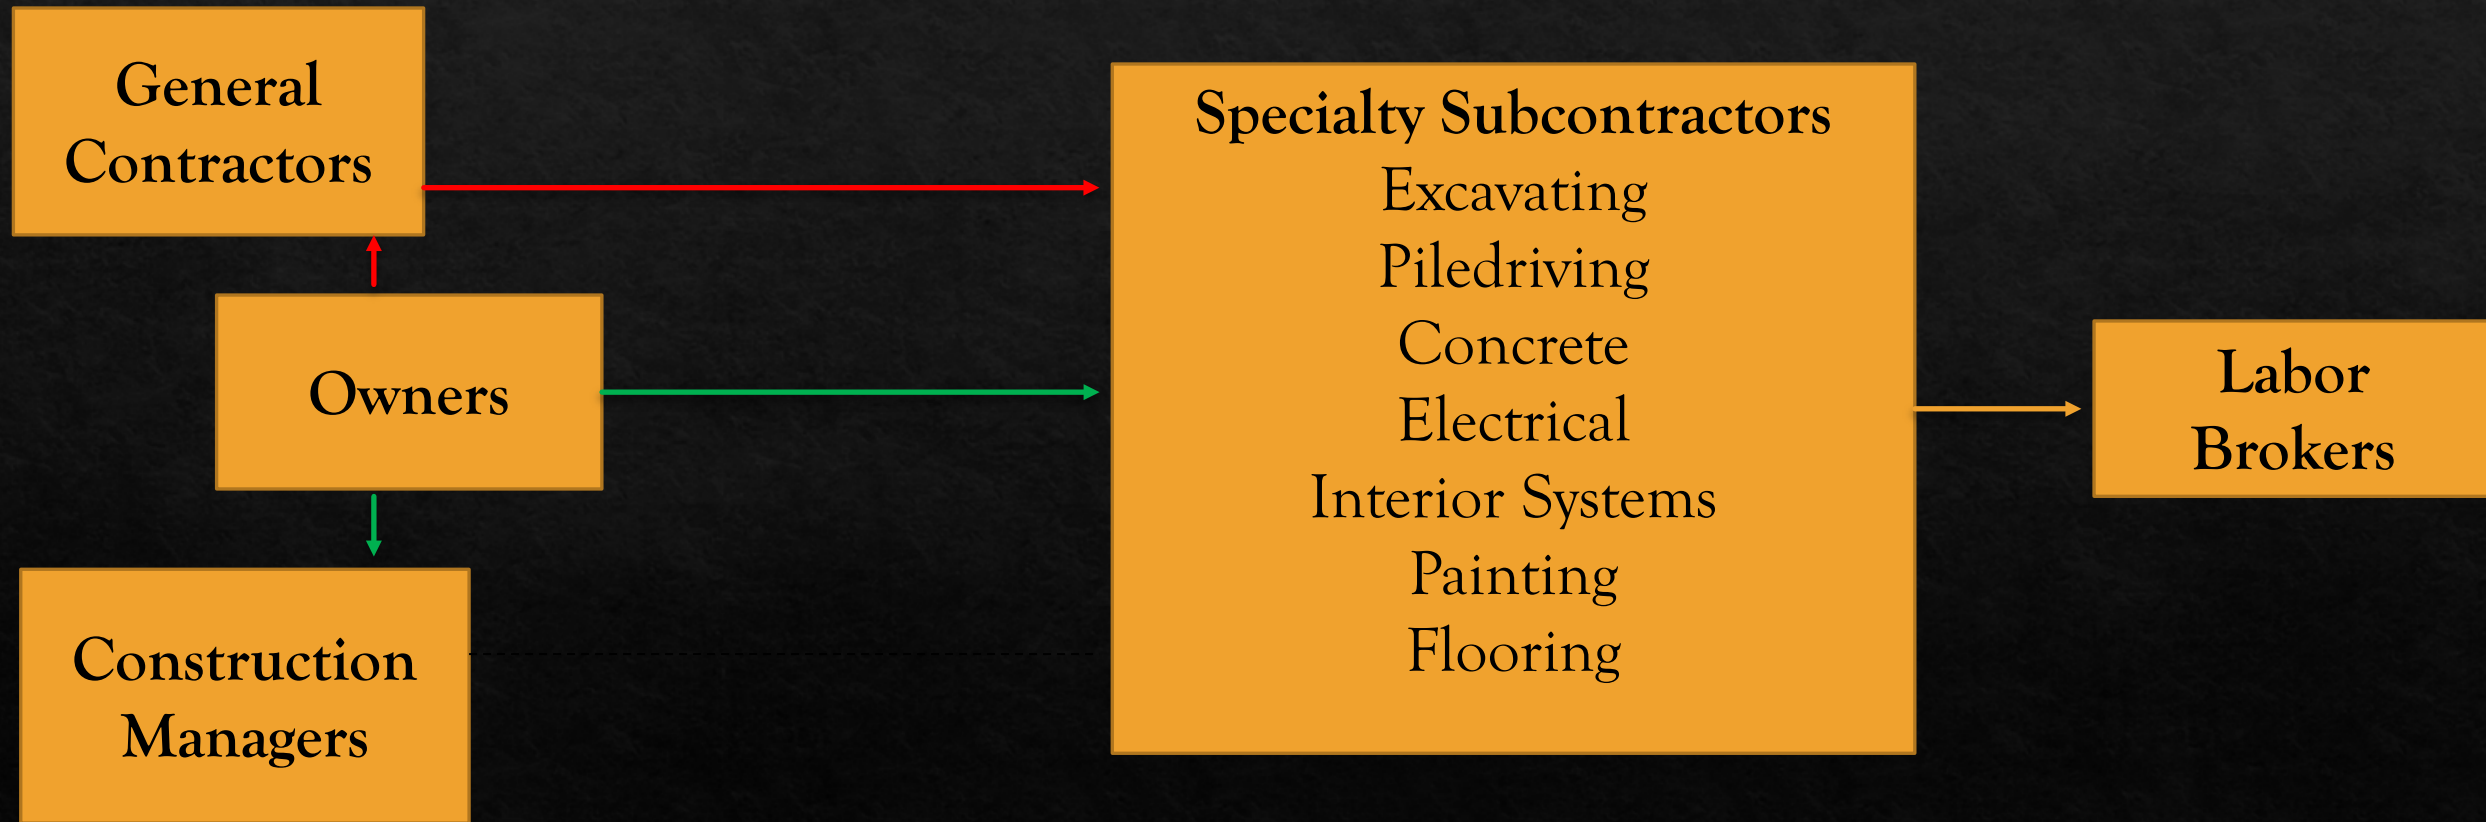 General
Contractors
Owners
Construction
Managers
Specialty Subcontractors
Excavating
Piledriving
Concrete
Electrical
Interior Systems
Painting
Flooring
Labor
Brokers